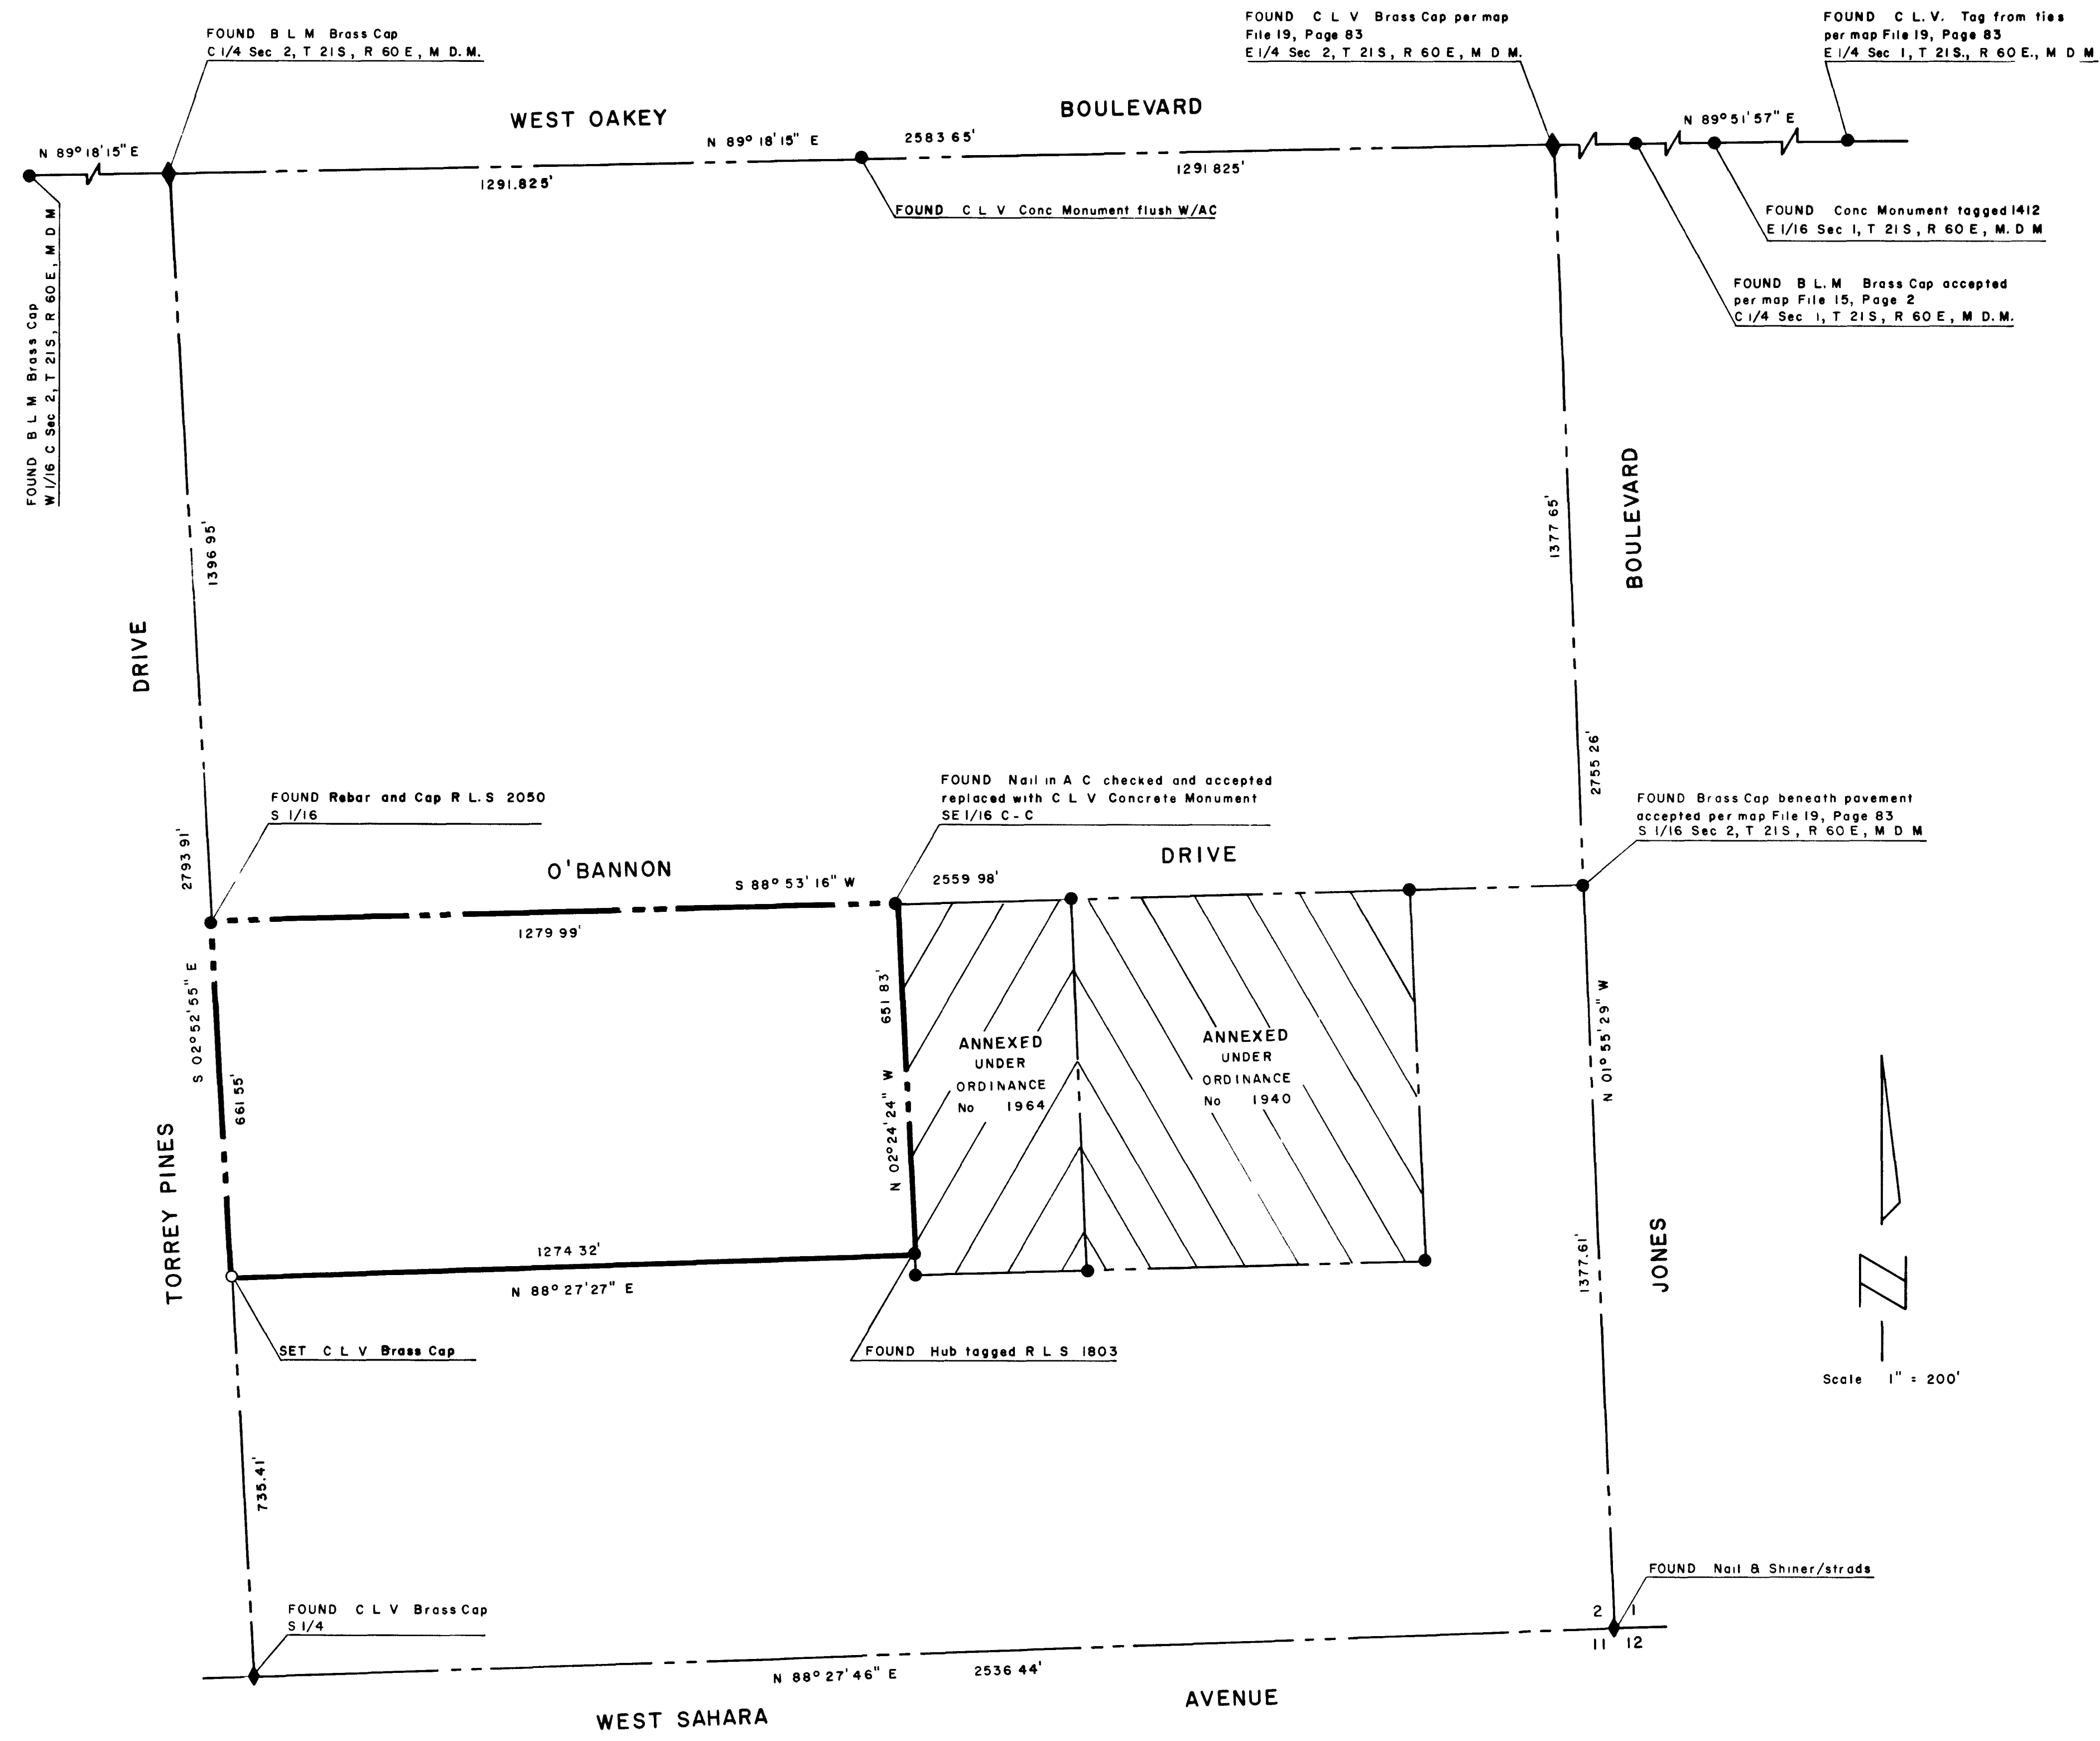 FOUND B L M Brass Cap
C 1/4 Sec 2, T 21S, R 60 E, M D. M.
FOUND C L V Brass Cap per map
File 19, Page 83
E 1/4 Sec 2, T 21S, R 60 E, M D M.
FOUND C L. V. Tag from ties
per map File 19, Page 83
E 1/4 Sec 1, T 21S., R 60 E., M D M
WEST OAKEY
BOULEVARD
N 89° 18' 15" E
N 89° 18' 15" E
2583 65'
N 89° 51' 57" E
1291.825'
1291 825'
FOUND C L V Conc Monument flush W/AC
FOUND Conc Monument tagged 1412
E 1/16 Sec 1, T 21S, R 60 E, M. D M
FOUND B L M Brass Cap
W 1/16 C Sec 2, T 21S, R 60 E, M D M
FOUND B L. M Brass Cap accepted
per map File 15, Page 2
C 1/4 Sec 1, T 21S, R 60 E, M D. M.
1396 95'
1377 65'
BOULEVARD
DRIVE
2793 91'
2755 26'
FOUND Rebar and Cap R L. S 2050
S 1/16
FOUND Nail in A C checked and accepted
replaced with C L V Concrete Monument
SE 1/16 C - C
FOUND Brass Cap beneath pavement
accepted per map File 19, Page 83
S 1/16 Sec 2, T 21S, R 60 E, M D M
O'BANNON
DRIVE
S 88° 53' 16" W
2559 98'
1279 99'
S 02° 52' 55" E
661 55'
651 83'
N 02° 24' 24" W
ANNEXED
UNDER
ORDINANCE
No 1964
ANNEXED
UNDER
ORDINANCE
No 1940
N 01° 55' 29" W
TORREY PINES
1274 32'
N 88° 27' 27" E
1377.61'
JONES
SET C L V Brass Cap
FOUND Hub tagged R L S 1803
N
Scale 1" = 200'
735.41'
FOUND Nail & Shiner/strads
FOUND C L V Brass Cap
S 1/4
2 1
11 12
N 88° 27' 46" E
2536 44'
WEST SAHARA
AVENUE